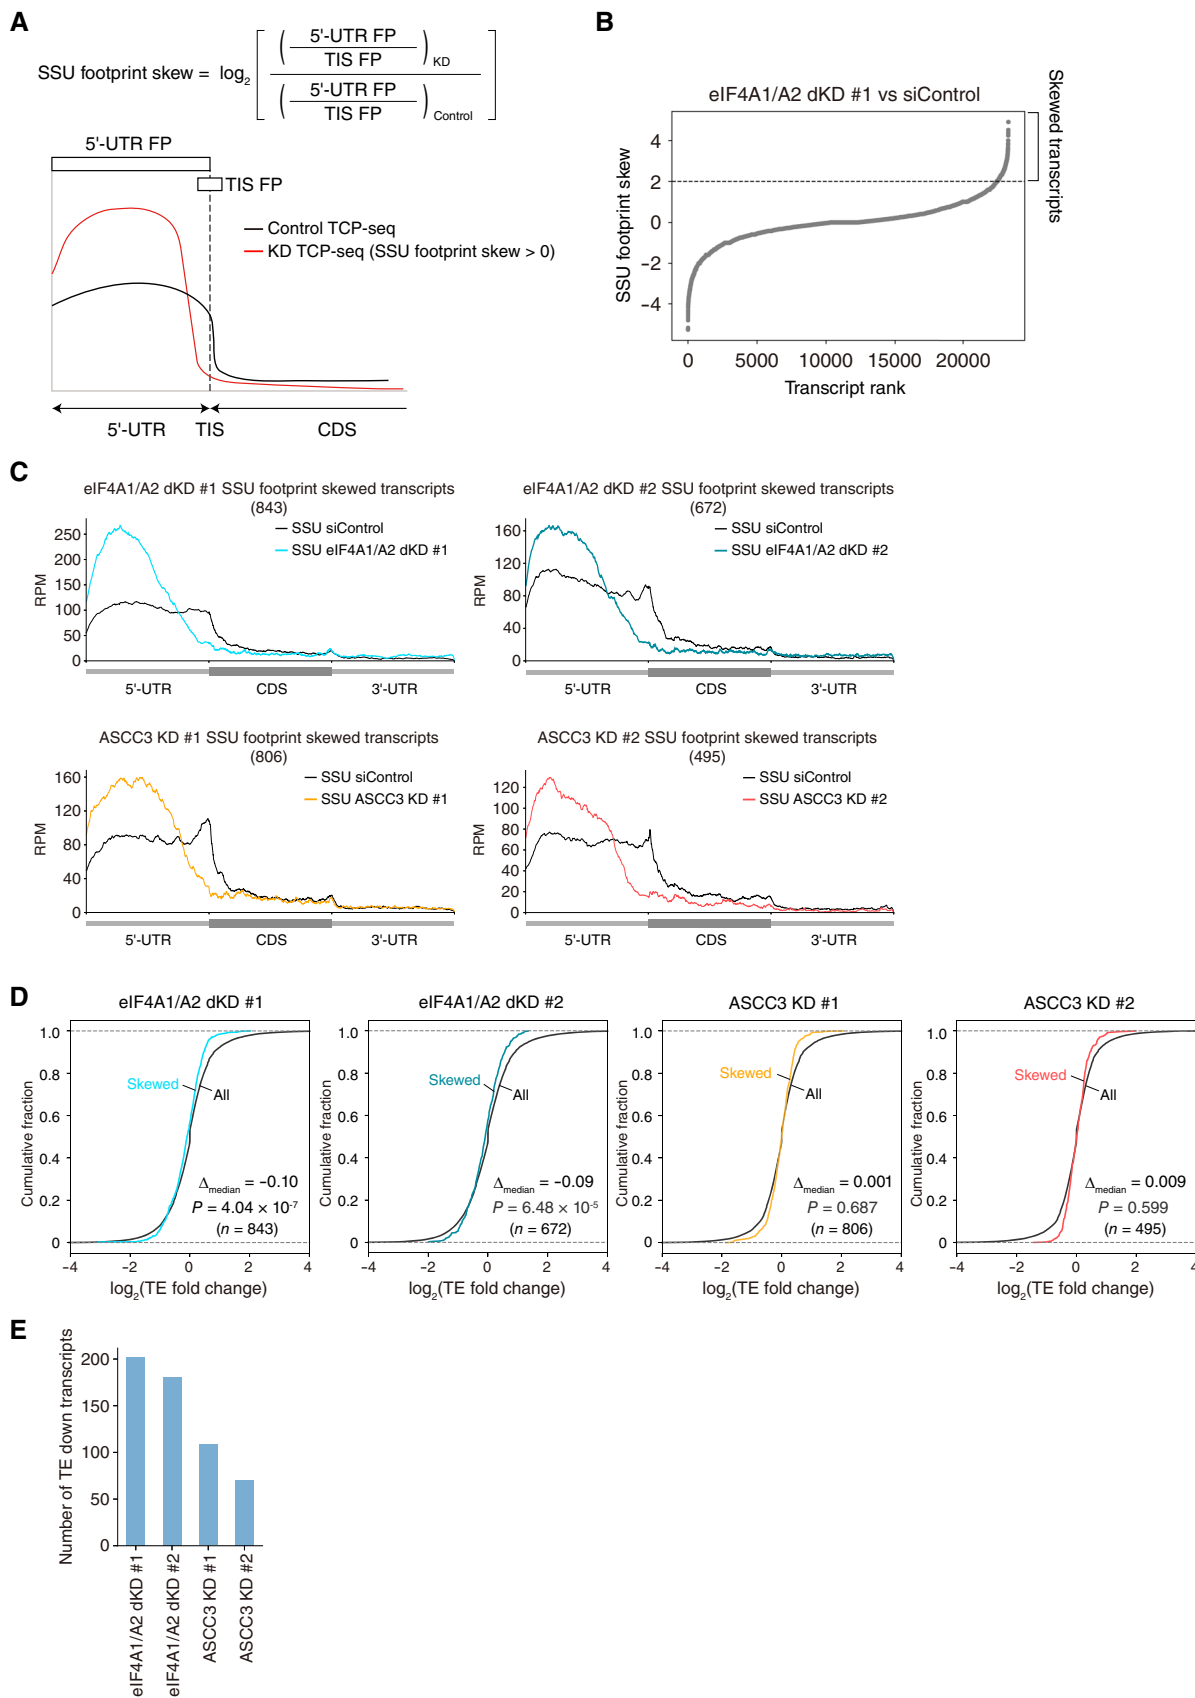 A
SSU footprint skew = log2 [ ( 5'-UTR FP / TIS FP )KD / ( 5'-UTR FP / TIS FP )Control ]
5'-UTR FP
TIS FP
Control TCP-seq
KD TCP-seq (SSU footprint skew > 0)
5'-UTR TIS CDS
B
eIF4A1/A2 dKD #1 vs siControl
SSU footprint skew
4
2
0
−2
−4
0 5000 10000 15000 20000
Transcript rank
Skewed transcripts
C
eIF4A1/A2 dKD #1 SSU footprint skewed transcripts
(843)
SSU siControl
SSU eIF4A1/A2 dKD #1
RPM
250
200
150
100
50
0
5'-UTR CDS 3'-UTR
eIF4A1/A2 dKD #2 SSU footprint skewed transcripts
(672)
SSU siControl
SSU eIF4A1/A2 dKD #2
RPM
160
120
80
40
0
5'-UTR CDS 3'-UTR
ASCC3 KD #1 SSU footprint skewed transcripts
(806)
SSU siControl
SSU ASCC3 KD #1
RPM
160
120
80
40
0
5'-UTR CDS 3'-UTR
ASCC3 KD #2 SSU footprint skewed transcripts
(495)
SSU siControl
SSU ASCC3 KD #2
RPM
120
100
80
60
40
20
0
5'-UTR CDS 3'-UTR
D
eIF4A1/A2 dKD #1
Cumulative fraction
1.0
0.8
0.6
0.4
0.2
0
Skewed
All
Δmedian = −0.10
P = 4.04 × 10-7
(n = 843)
−4 −2 0 2 4
log2(TE fold change)
eIF4A1/A2 dKD #2
Cumulative fraction
1.0
0.8
0.6
0.4
0.2
0
Skewed
All
Δmedian = −0.09
P = 6.48 × 10-5
(n = 672)
−4 −2 0 2 4
log2(TE fold change)
ASCC3 KD #1
Cumulative fraction
1.0
0.8
0.6
0.4
0.2
0
Skewed
All
Δmedian = 0.001
P = 0.687
(n = 806)
−4 −2 0 2 4
log2(TE fold change)
ASCC3 KD #2
Cumulative fraction
1.0
0.8
0.6
0.4
0.2
0
Skewed
All
Δmedian = 0.009
P = 0.599
(n = 495)
−4 −2 0 2 4
log2(TE fold change)
E
Number of TE down transcripts
200
150
100
50
0
eIF4A1/A2 dKD #1
eIF4A1/A2 dKD #2
ASCC3 KD #1
ASCC3 KD #2